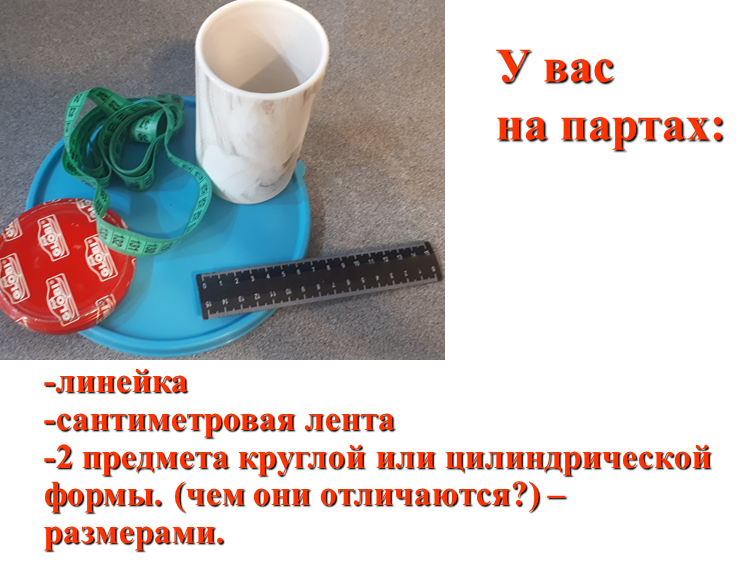 У вас
на партах:
-линейка
-сантиметровая лента
-2 предмета круглой или цилиндрической
формы. (чем они отличаются?) –
размерами.